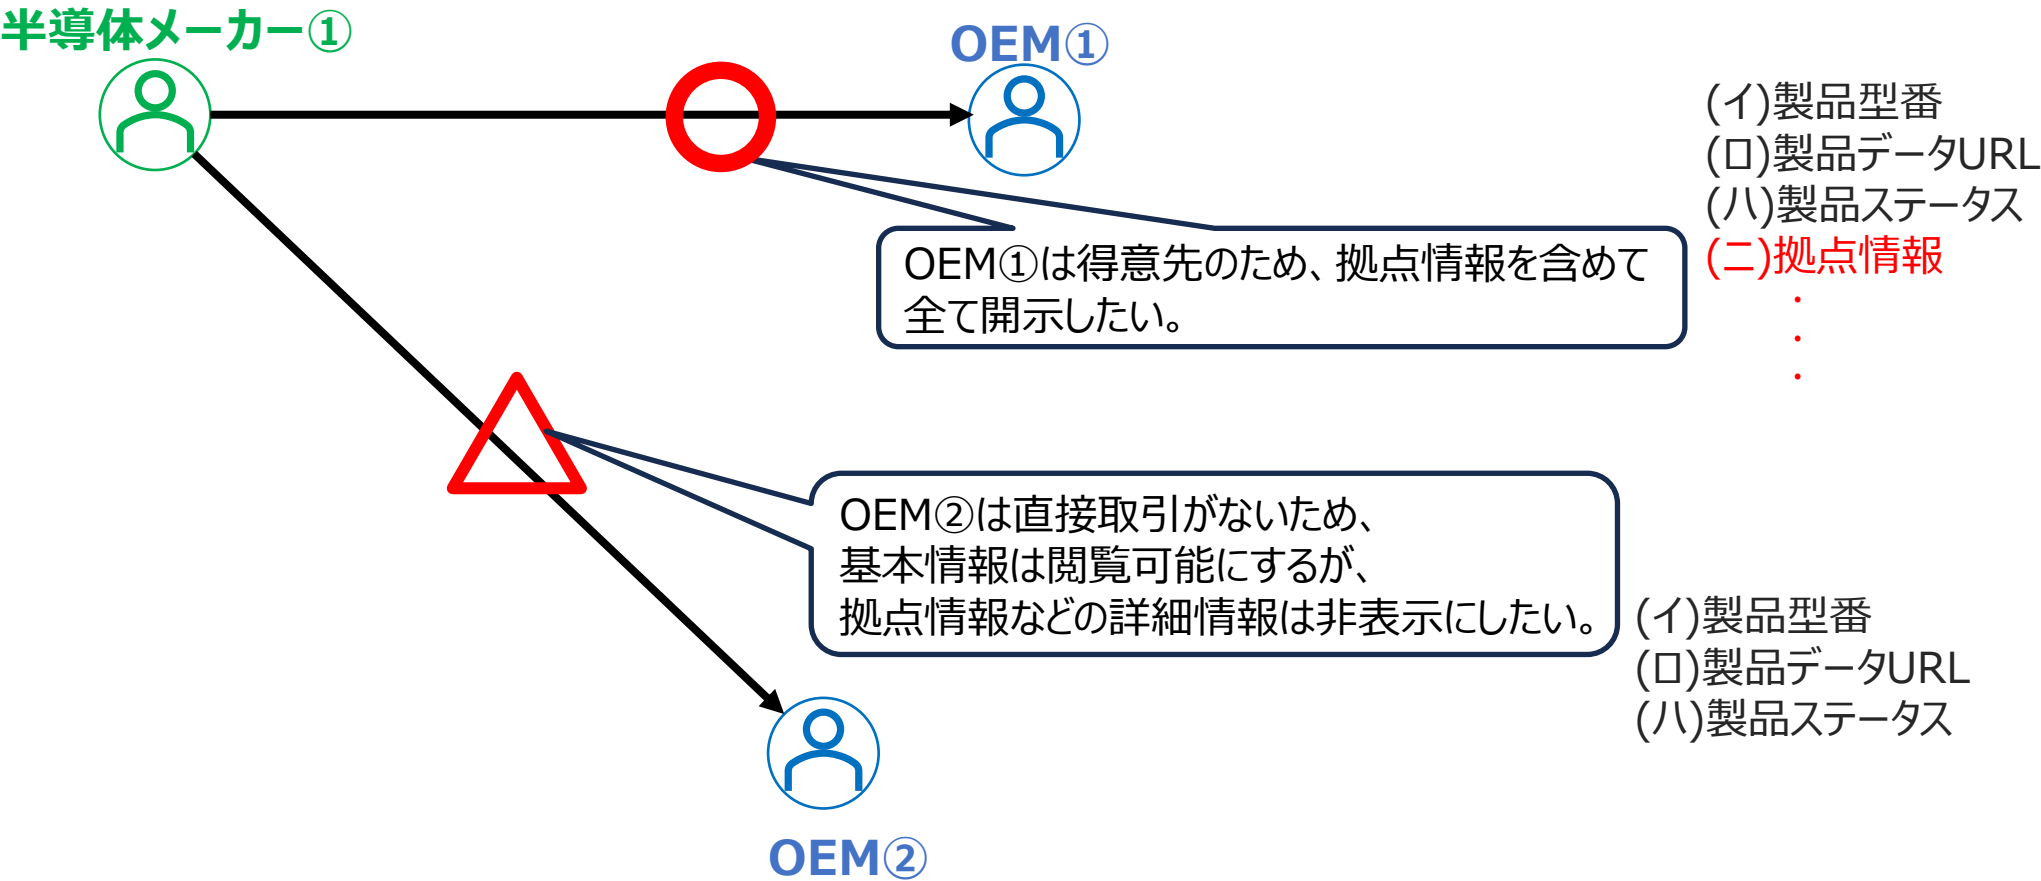 半導体メーカー①
OEM①
(イ)製品型番
(ロ)製品データURL
(ハ)製品ステータス
(ニ)拠点情報
・
・
・
OEM①は得意先のため、拠点情報を含めて
全て開示したい。
OEM②は直接取引がないため、
基本情報は閲覧可能にするが、
拠点情報などの詳細情報は非表示にしたい。
(イ)製品型番
(ロ)製品データURL
(ハ)製品ステータス
OEM②